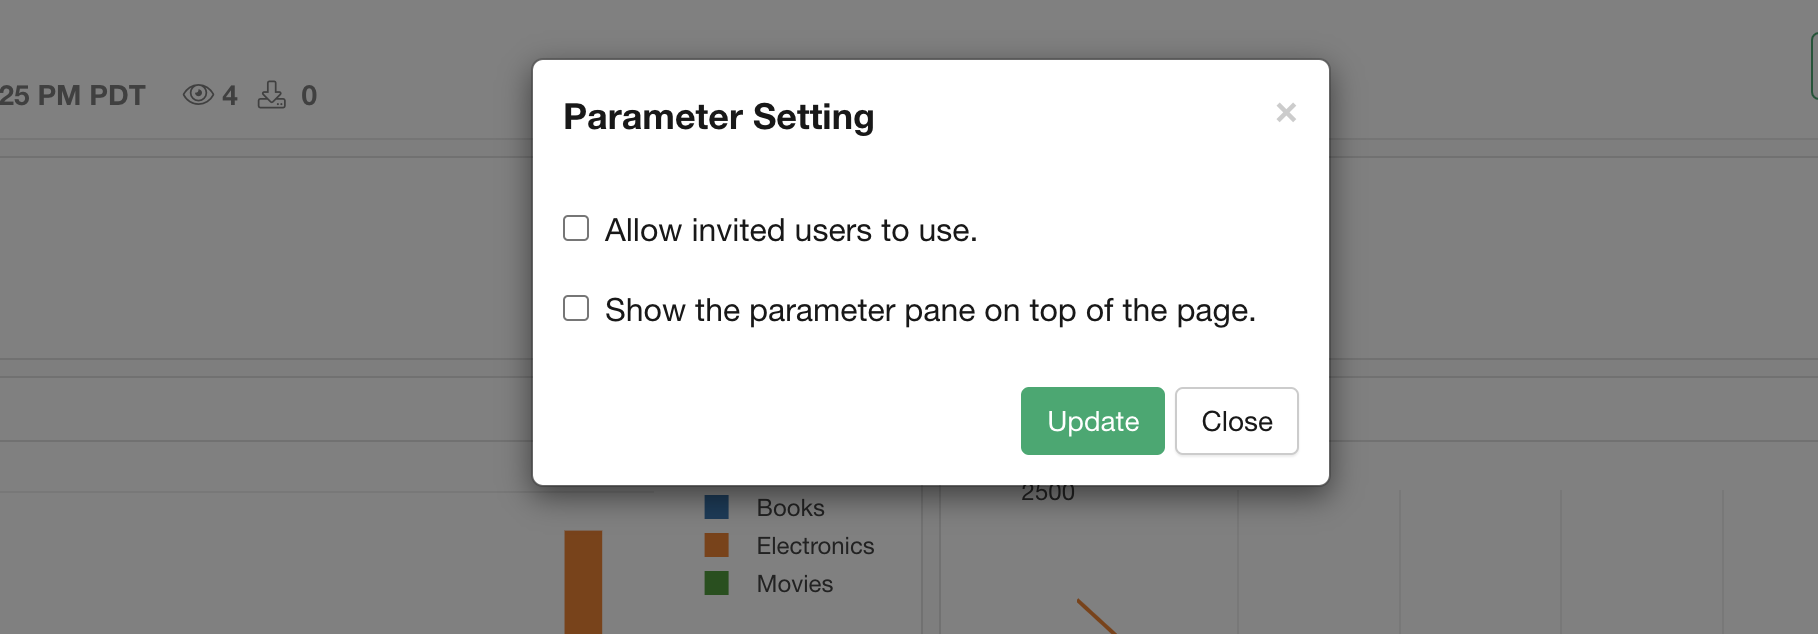 25 PM PDT 4 0
Parameter Setting ×
Allow invited users to use.
Show the parameter pane on top of the page.
Update Close
2500
Books
Electronics
Movies